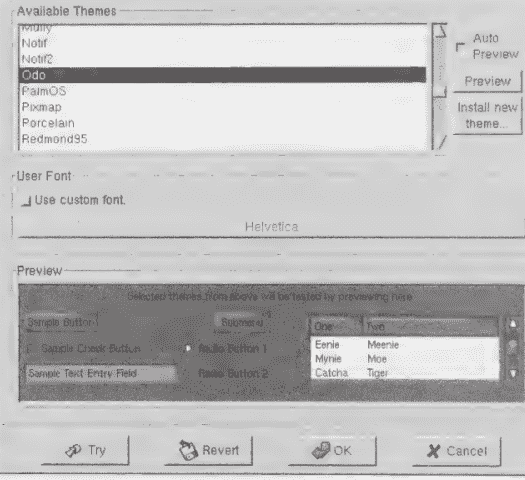 Available Themes
Notif
Notif2
Odo
PalmOS
Pixmap
Porcelain
Redmond95
Auto
Preview
Preview
Install new
theme...
User Font
Use custom font.
Helvetica
Preview
Selected themes from above will be tested by previewing here
Sample Button
Submenu
Sample Check Button
Radio Button 1
Sample Text Entry Field
Radio Button 2
One Two
Eenie Meenie
Mynie Moe
Catcha Tiger
Try
Revert
OK
Cancel